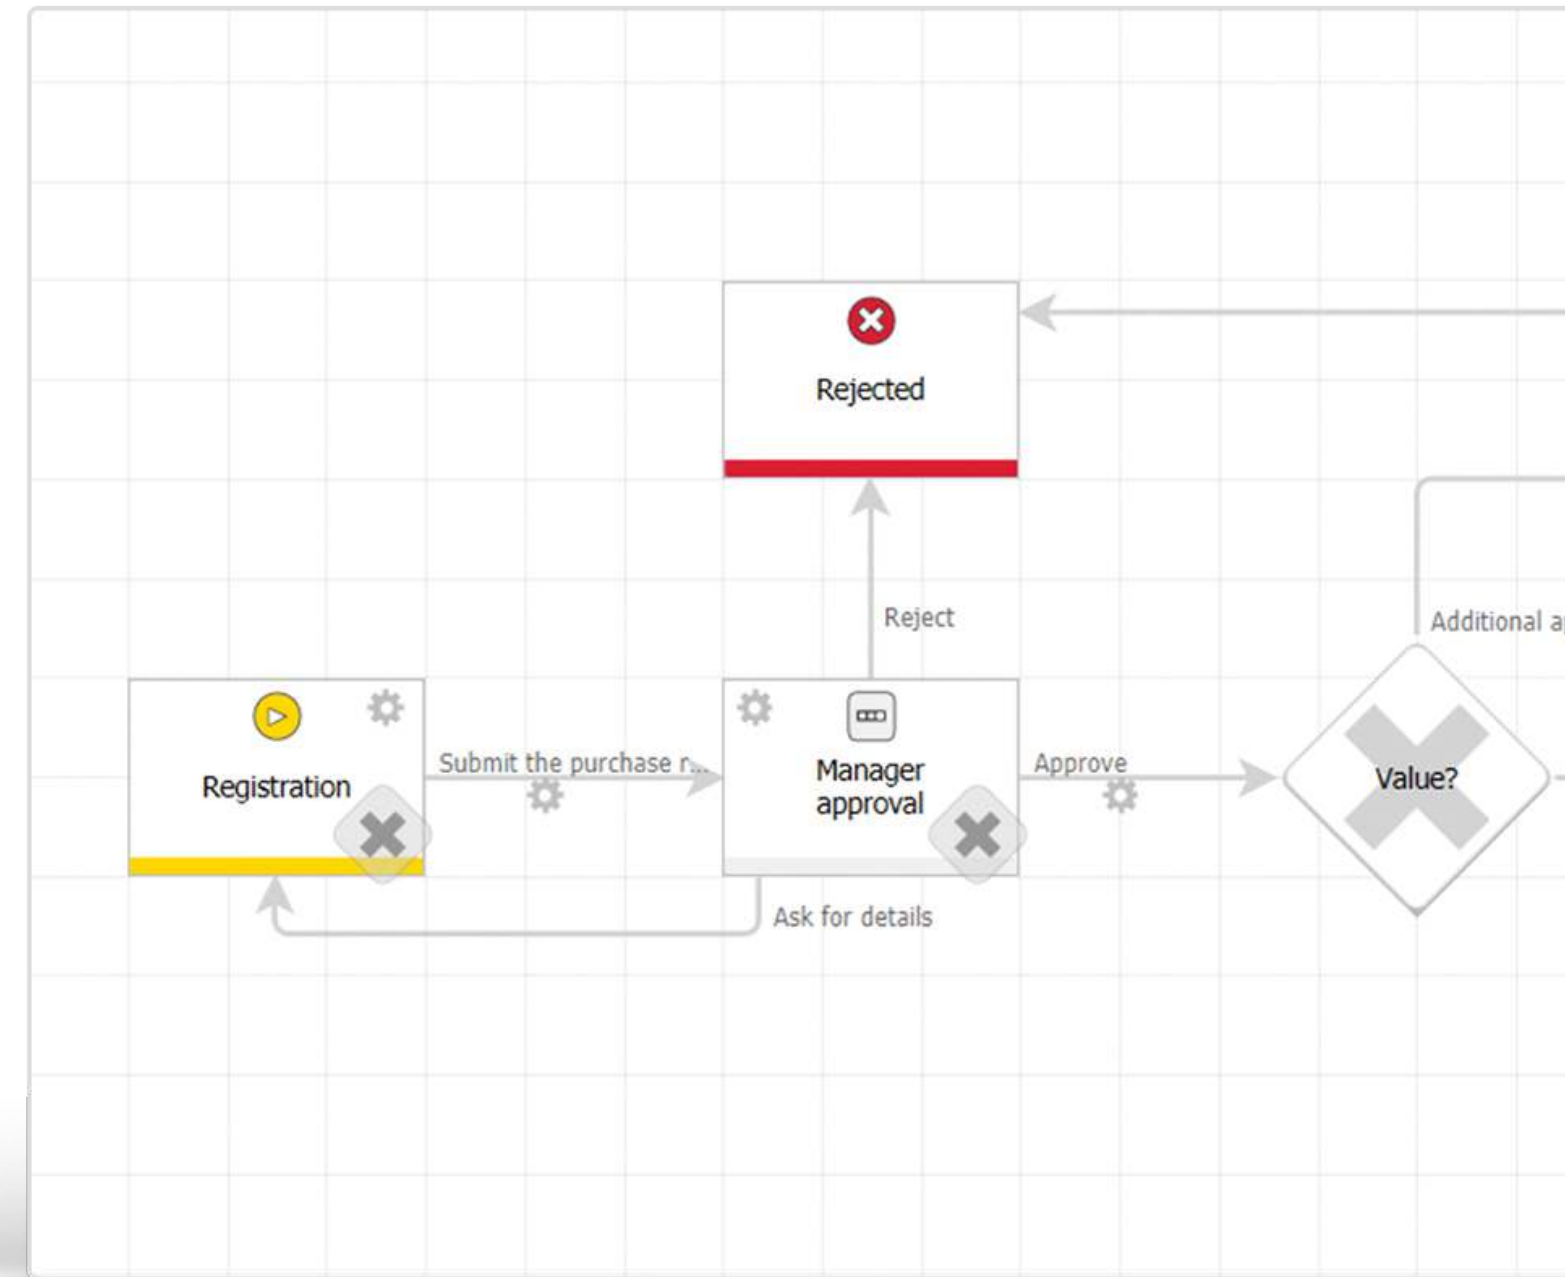 Rejected
Reject
Additional
Registration
Submit the purchase r...
Manager
approval
Approve
Value?
Ask for details